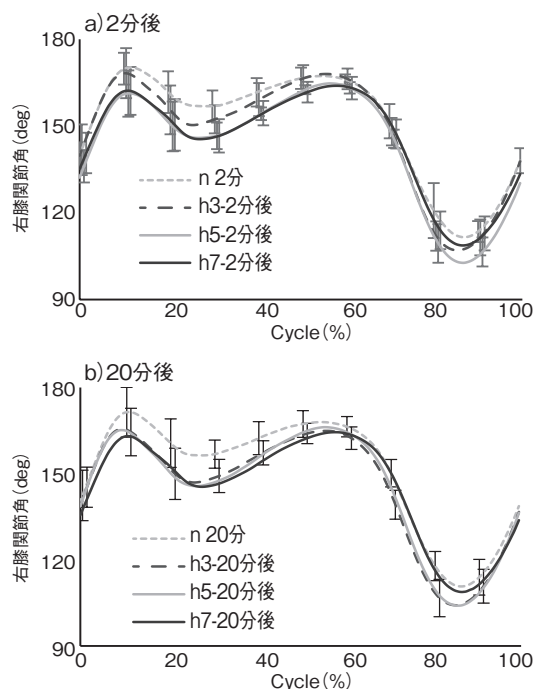 a)2分後
180
150
120
90
右膝関節角(deg)
n 2分
h3-2分後
h5-2分後
h7-2分後
0 20 40 60 80 100
Cycle(%)
b)20分後
180
150
120
90
右膝関節角(deg)
n 20分
h3-20分後
h5-20分後
h7-20分後
0 20 40 60 80 100
Cycle(%)